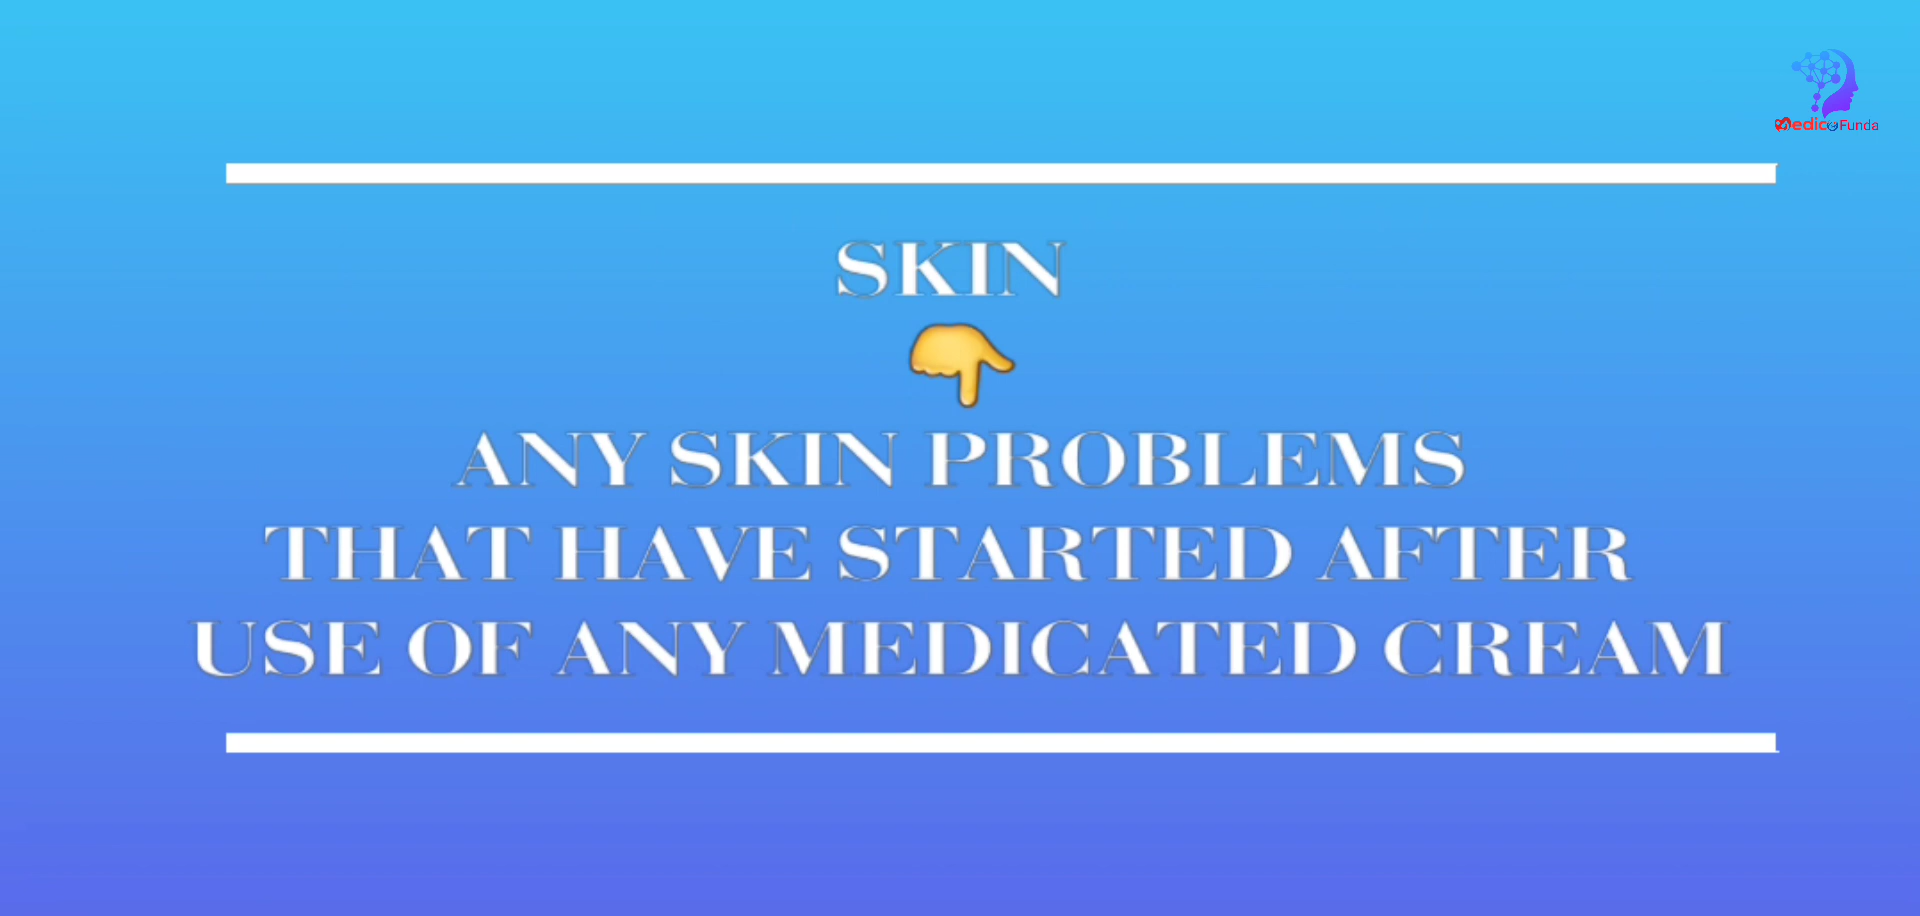 MedicoFunda
SKIN
👇
ANY SKIN PROBLEMS
THAT HAVE STARTED AFTER
USE OF ANY MEDICATED CREAM